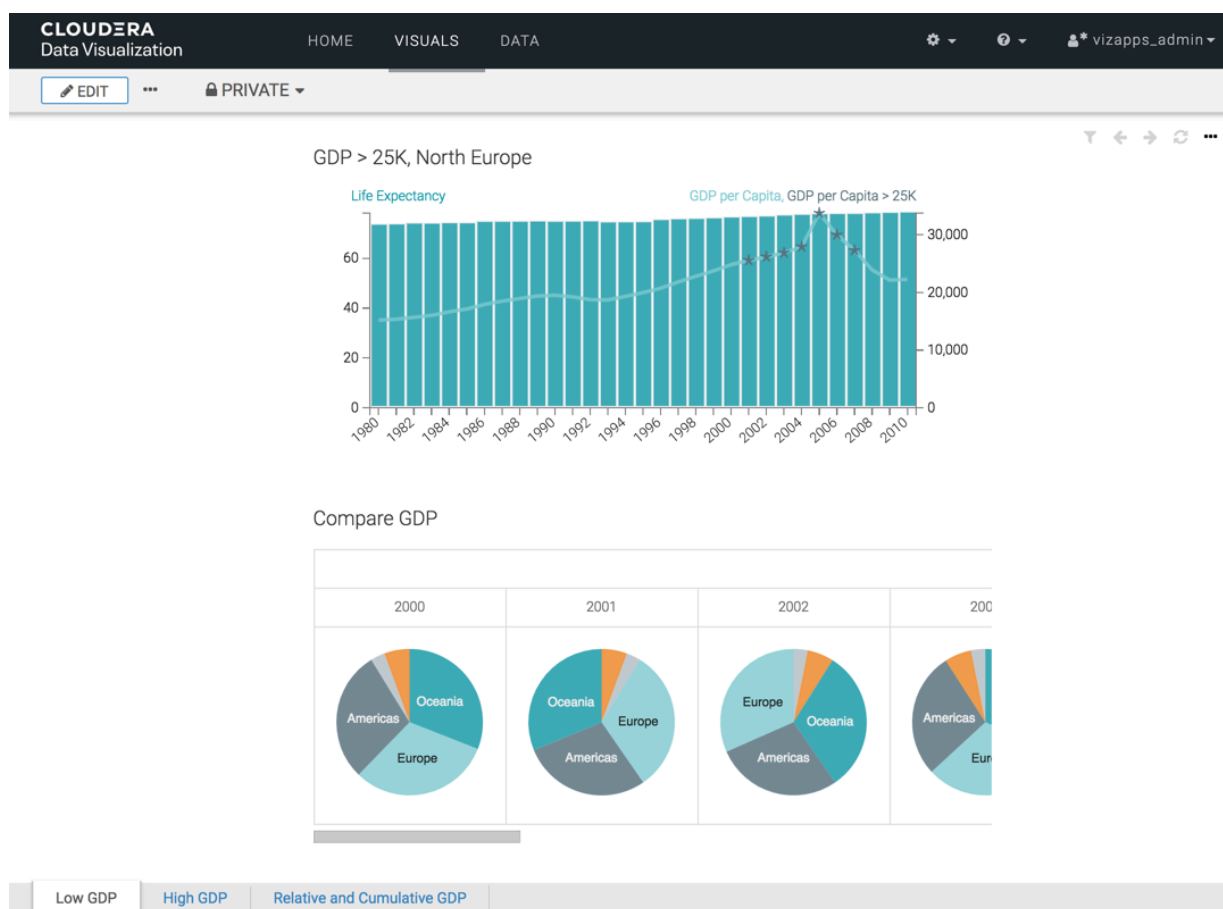 CLOUDERA
Data Visualization
HOME VISUALS DATA
vizapps_admin
EDIT
PRIVATE
GDP > 25K, North Europe
Life Expectancy
GDP per Capita, GDP per Capita > 25K
60
40
20
0
30,000
20,000
10,000
0
1980 1982 1984 1986 1988 1990 1992 1994 1996 1998 2000 2002 2004 2006 2008 2010
Compare GDP
2000 2001 2002 200
Oceania
Americas
Europe
Oceania
Europe
Americas
Europe
Oceania
Americas
Americas
Eur
Low GDP High GDP Relative and Cumulative GDP